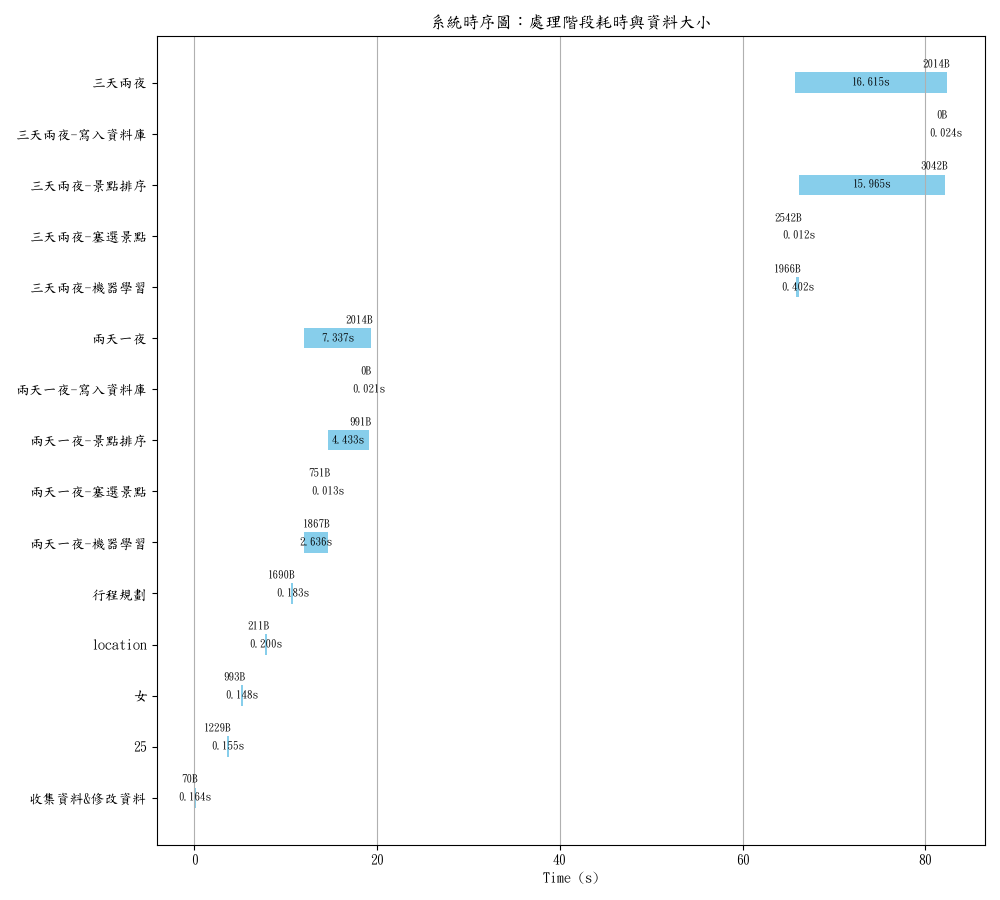 系統時序圖：處理階段耗時與資料大小
2014B
三天兩夜
16.615s
0B
三天兩夜-寫入資料庫
0.024s
3042B
三天兩夜-景點排序
15.965s
2542B
三天兩夜-塞選景點
0.012s
1966B
三天兩夜-機器學習
0.402s
2014B
兩天一夜
7.337s
0B
兩天一夜-寫入資料庫
0.021s
991B
兩天一夜-景點排序
4.433s
751B
兩天一夜-塞選景點
0.013s
1867B
兩天一夜-機器學習
2.636s
1690B
行程規劃
0.183s
211B
location
0.200s
993B
女
0.148s
1229B
25
0.155s
70B
收集資料&修改資料
0.164s
0
20
40
60
80
Time (s)